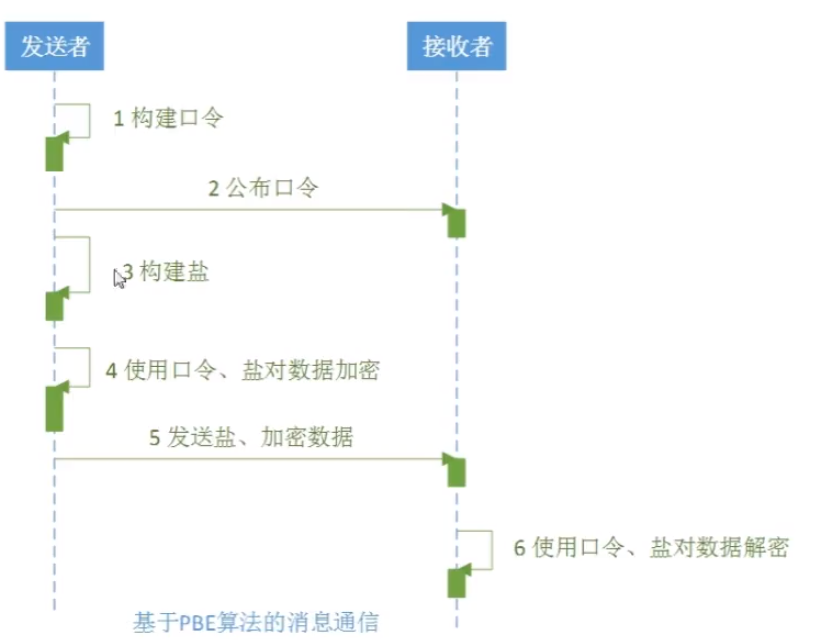 发送者
接收者
1 构建口令
2 公布口令
3 构建盐
4 使用口令、盐对数据加密
5 发送盐、加密数据
6 使用口令、盐对数据解密
基于PBE算法的消息通信